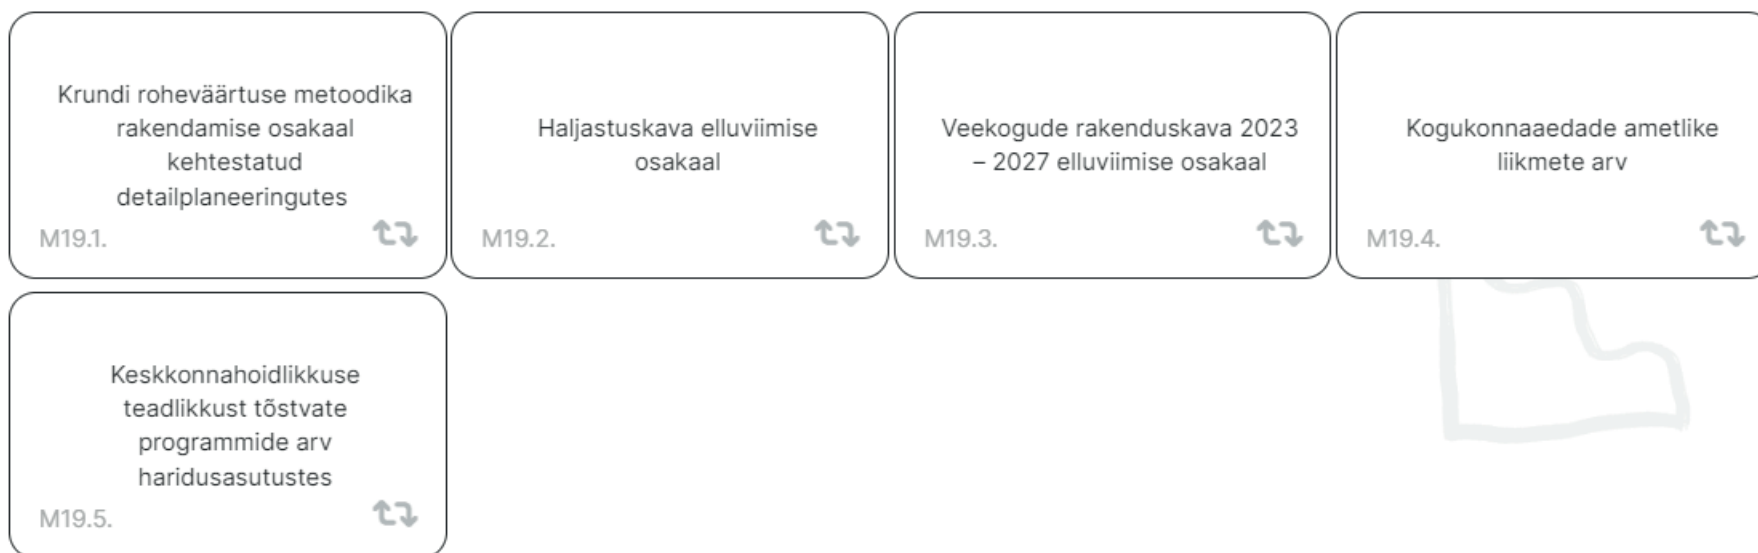 Krundi roheväärtuse metoodika
rakendamise osakaal
kehtestatud
detailplaneeringutes
M19.1.
Haljastuskava elluviimise
osakaal
M19.2.
Veekogude rakenduskava 2023
– 2027 elluviimise osakaal
M19.3.
Kogukonnaaedade ametlike
liikmete arv
M19.4.
Keskkonnahoidlikkuse
teadlikkust tõstvate
programmide arv
haridusasutustes
M19.5.